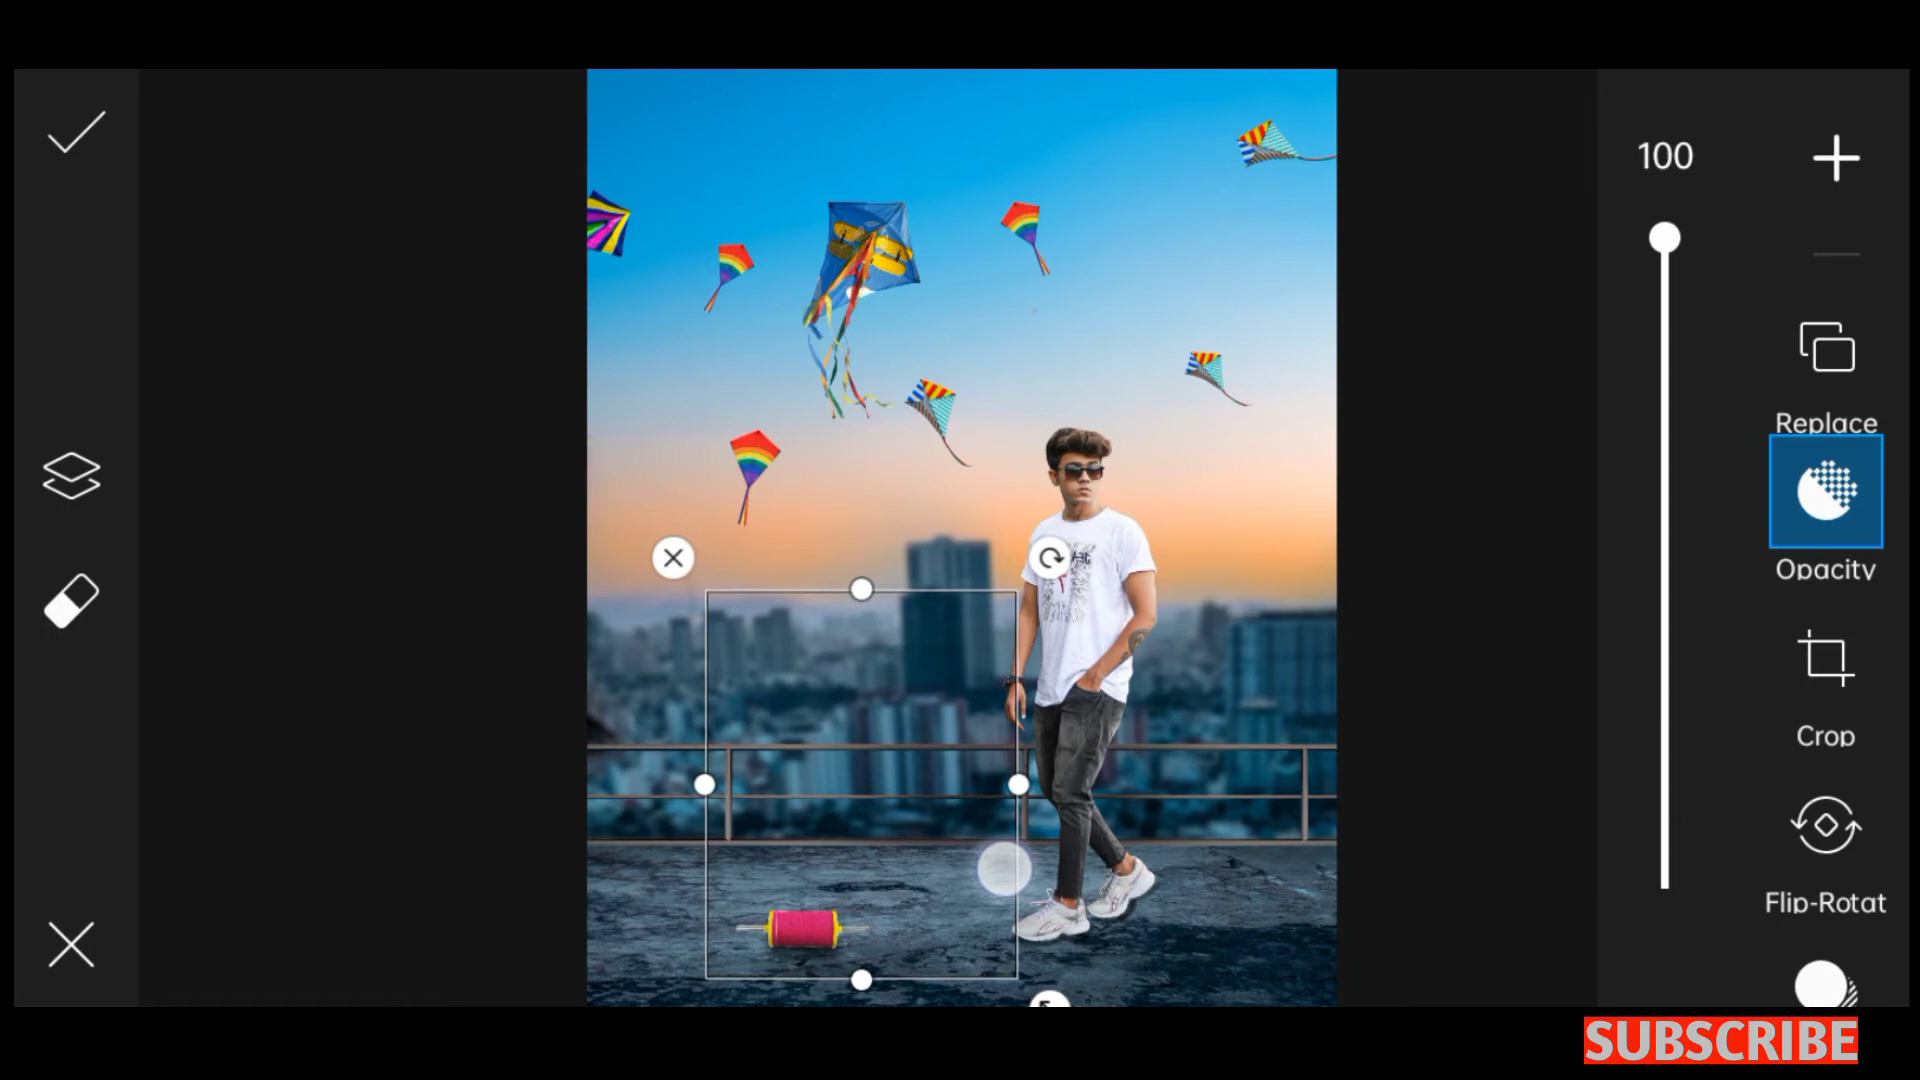 100
Replace
Opacity
Crop
Flip-Rotat
SUBSCRIBE